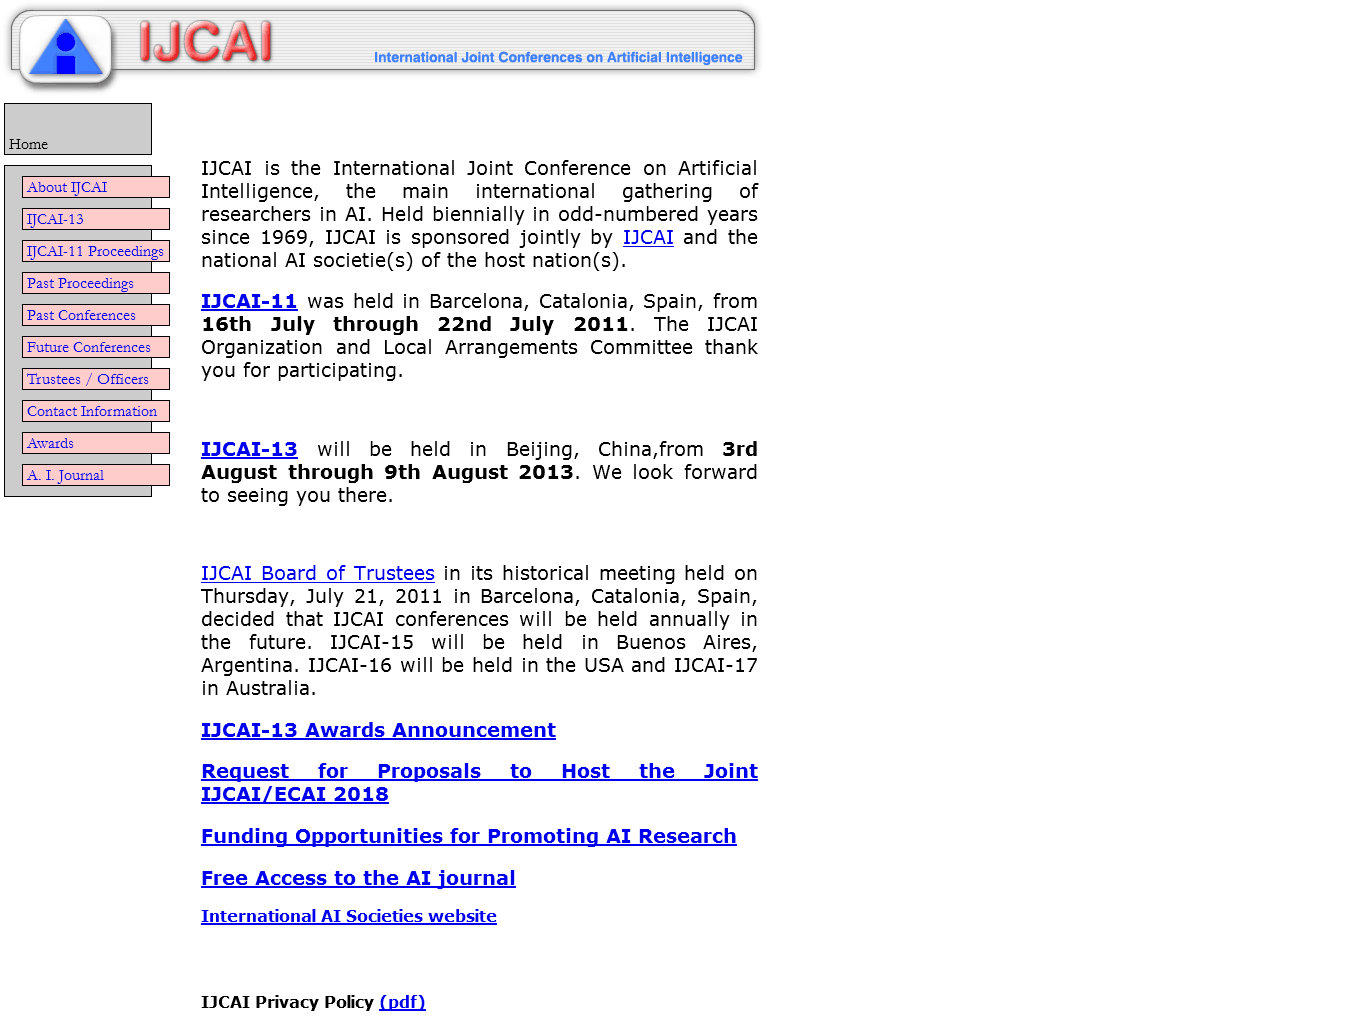 IJCAI
International Joint Conferences on Artificial Intelligence
Home
About IJCAI
IJCAI-13
IJCAI-11 Proceedings
Past Proceedings
Past Conferences
Future Conferences
Trustees / Officers
Contact Information
Awards
A. I. Journal
IJCAI is the International Joint Conference on Artificial
Intelligence, the main international gathering of
researchers in AI. Held biennially in odd-numbered years
since 1969, IJCAI is sponsored jointly by IJCAI and the
national AI societie(s) of the host nation(s).
IJCAI-11 was held in Barcelona, Catalonia, Spain, from
16th July through 22nd July 2011. The IJCAI
Organization and Local Arrangements Committee thank
you for participating.
IJCAI-13 will be held in Beijing, China,from 3rd
August through 9th August 2013. We look forward
to seeing you there.
IJCAI Board of Trustees in its historical meeting held on
Thursday, July 21, 2011 in Barcelona, Catalonia, Spain,
decided that IJCAI conferences will be held annually in
the future. IJCAI-15 will be held in Buenos Aires,
Argentina. IJCAI-16 will be held in the USA and IJCAI-17
in Australia.
IJCAI-13 Awards Announcement
Request for Proposals to Host the Joint
IJCAI/ECAI 2018
Funding Opportunities for Promoting AI Research
Free Access to the AI journal
International AI Societies website
IJCAI Privacy Policy (pdf)